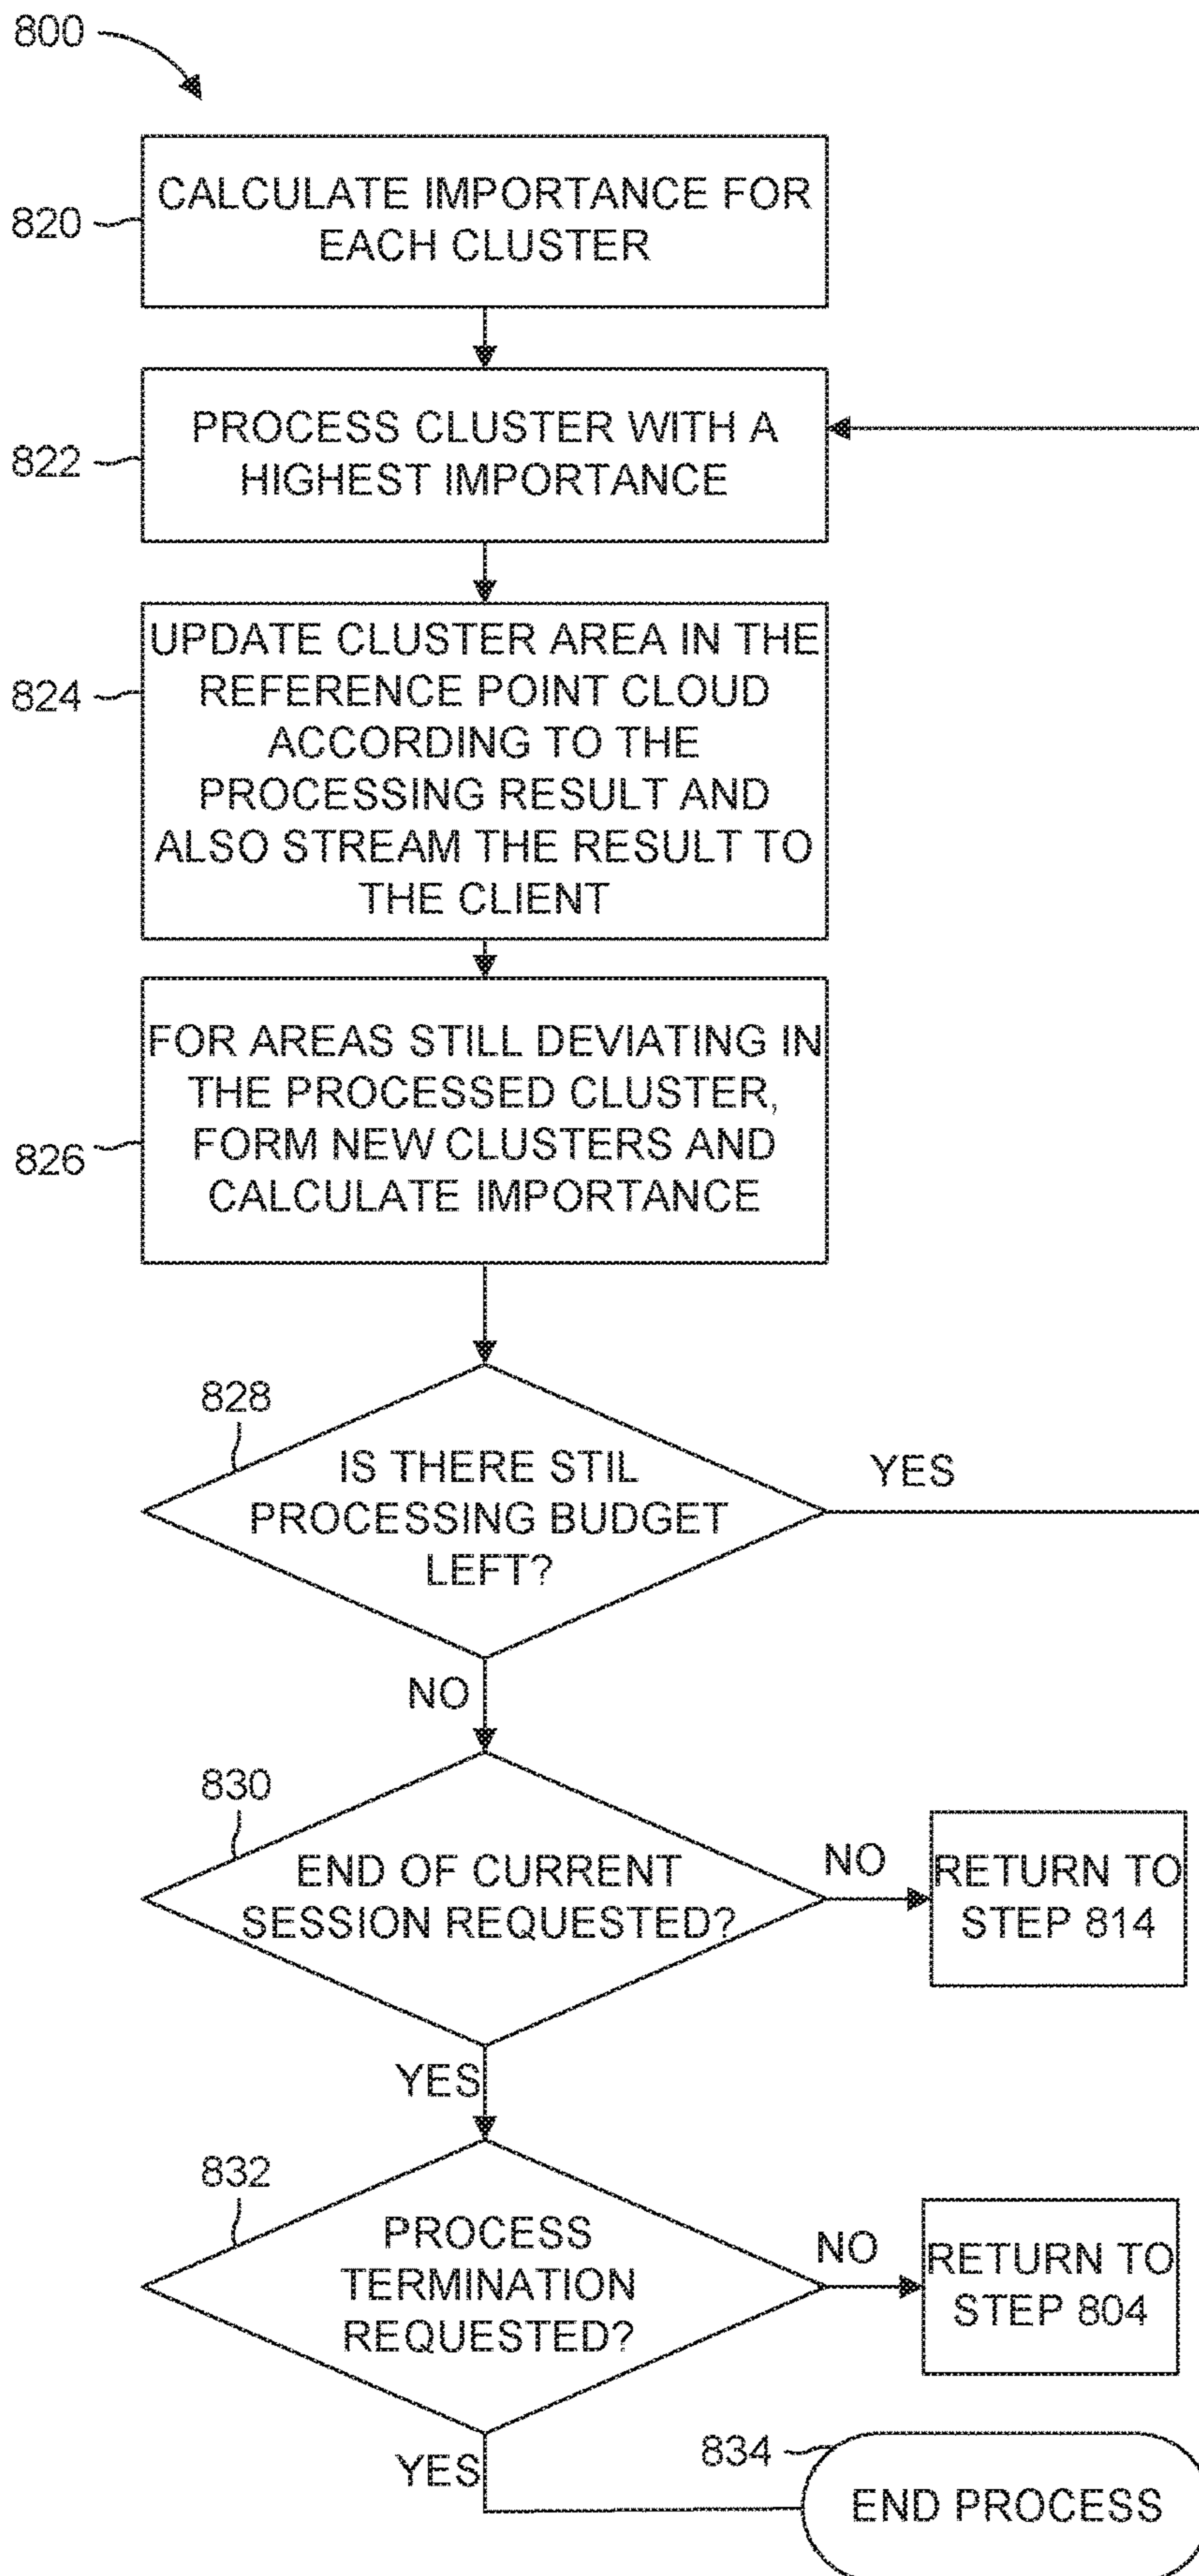 800
820
CALCULATE IMPORTANCE FOR
EACH CLUSTER
822
PROCESS CLUSTER WITH A
HIGHEST IMPORTANCE
824
UPDATE CLUSTER AREA IN THE
REFERENCE POINT CLOUD
ACCORDING TO THE
PROCESSING RESULT AND
ALSO STREAM THE RESULT TO
THE CLIENT
826
FOR AREAS STILL DEVIATING IN
THE PROCESSED CLUSTER,
FORM NEW CLUSTERS AND
CALCULATE IMPORTANCE
828
IS THERE STIL
PROCESSING BUDGET
LEFT?
YES
NO
830
END OF CURRENT
SESSION REQUESTED?
NO
RETURN TO
STEP 814
YES
832
PROCESS
TERMINATION
REQUESTED?
NO
RETURN TO
STEP 804
YES
834
END PROCESS